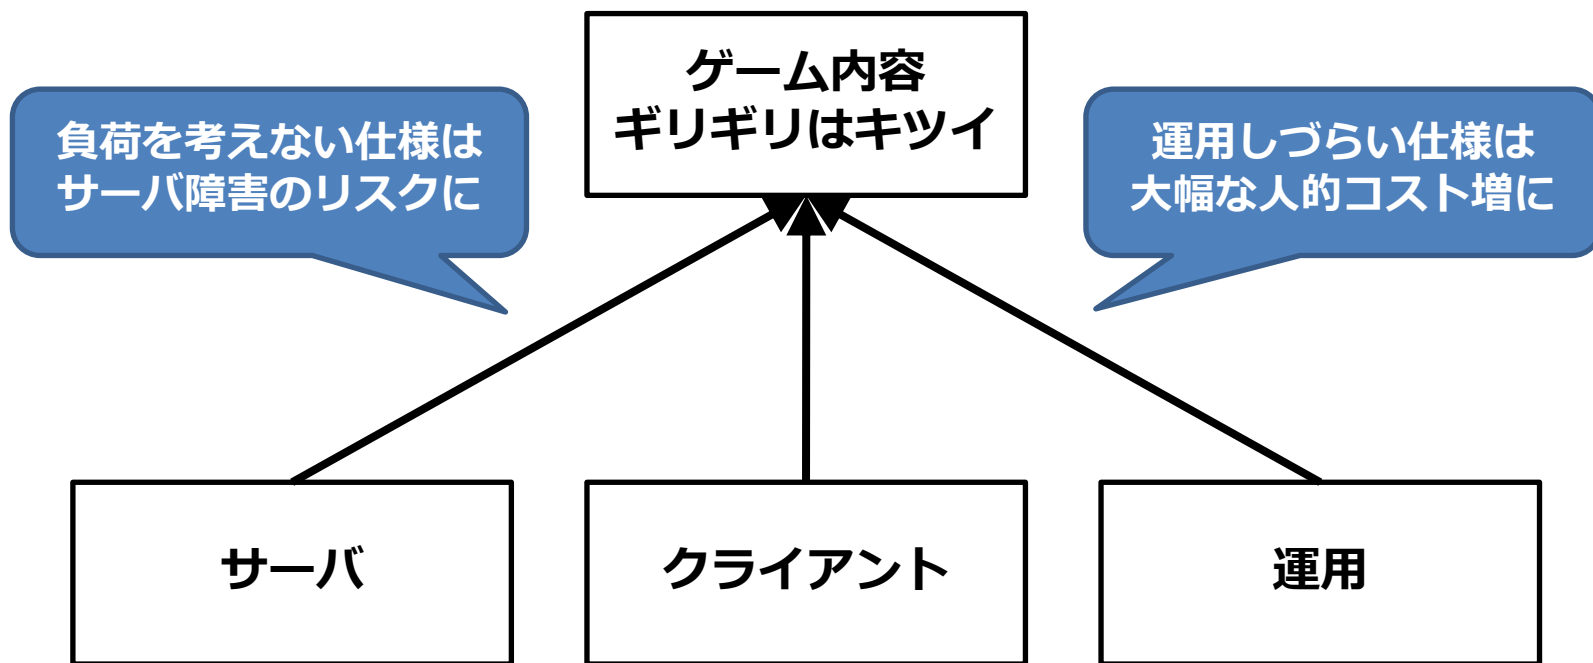 ゲーム内容
ギリギリはキツイ
負荷を考えない仕様は
サーバ障害のリスクに
運用しづらい仕様は
大幅な人的コスト増に
サーバ
クライアント
運用